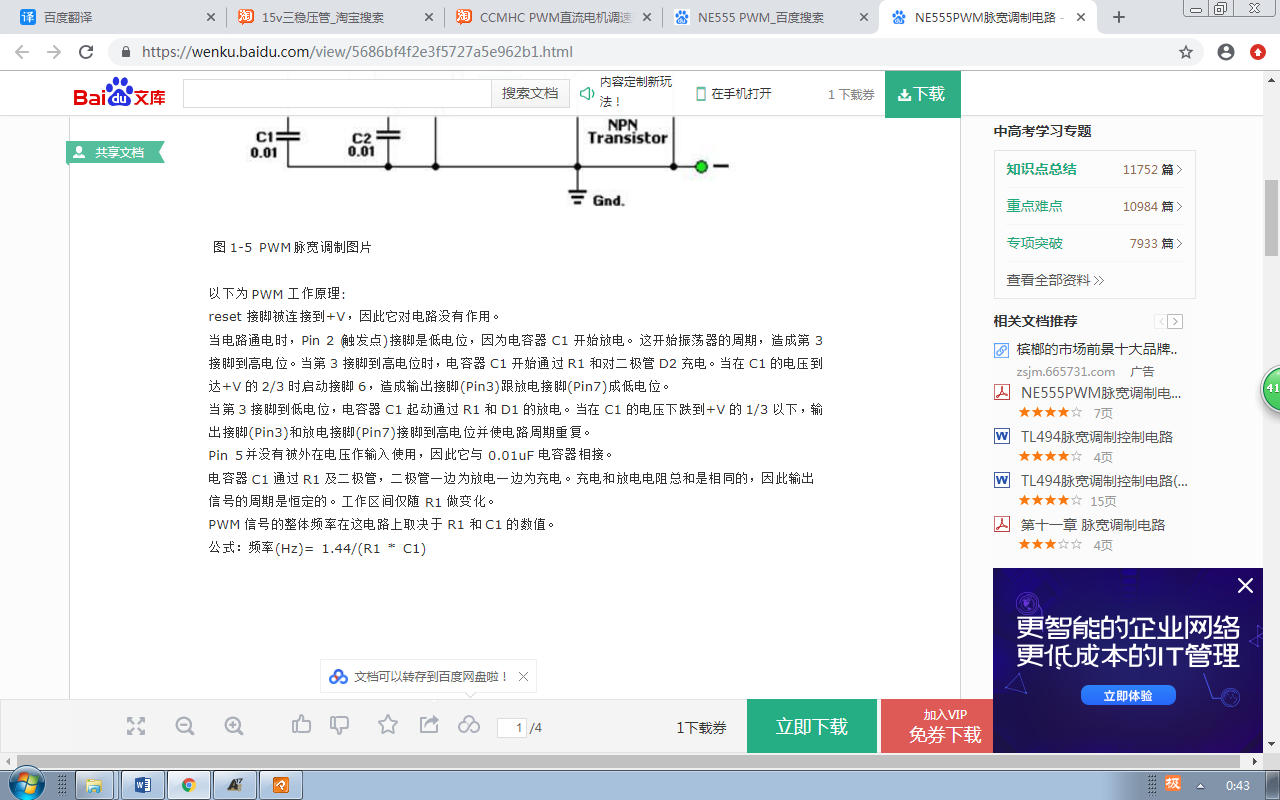 百度翻译
15v三稳压管_淘宝搜索
CCMHC PWM直流电机调速
NE555 PWM_百度搜索
NE555PWM脉宽调制电路 -
https://wenku.baidu.com/view/5686bf4f2e3f5727a5e962b1.html
Bai du 文库
搜索文档
内容定制新玩
法！
在手机打开
1 下载券
下载
共享文档
C1
0.01
C2
0.01
NPN
Transistor
Gnd.
图 1-5 PWM 脉宽调制图片
以下为 PWM 工作原理:
reset 接脚被连接到+V，因此它对电路没有作用。
当电路通电时，Pin 2 (触发点)接脚是低电位，因为电容器 C1 开始放电。这开始振荡器的周期，造成第 3
接脚到高电位。当第 3 接脚到高电位时，电容器 C1 开始通过 R1 和对二极管 D2 充电。当在 C1 的电压到
达+V 的 2/3 时启动接脚 6，造成输出接脚(Pin3)跟放电接脚(Pin7)成低电位。
当第 3 接脚到低电位，电容器 C1 起动通过 R1 和 D1 的放电。当在 C1 的电压下跌到+V 的 1/3 以下，输
出接脚(Pin3)和放电接脚(Pin7)接脚到高电位并使电路周期重复。
Pin 5 并没有被外在电压作输入使用，因此它与 0.01uF 电容器相接。
电容器 C1 通过 R1 及二极管，二极管一边为放电一边为充电。充电和放电电阻总和是相同的，因此输出
信号的周期是恒定的。工作区间仅随 R1 做变化。
PWM 信号的整体频率在这电路上取决于 R1 和 C1 的数值。
公式：频率(Hz)= 1.44/(R1 * C1)
中高考学习专题
知识点总结 11752 篇
重点难点 10984 篇
专项突破 7933 篇
查看全部资料
相关文档推荐
槟榔的市场前景十大品牌..
zsjm.665731.com 广告
NE555PWM脉宽调制电...
7页
TL494脉宽调制控制电路
4页
TL494脉宽调制控制电路(...
15页
第十一章 脉宽调制电路
4页
41
更智能的企业网络
更低成本的IT管理
立即体验
文档可以转存到百度网盘啦！
1 /4
1下载券
立即下载
加入VIP
免券下载
极
0:43